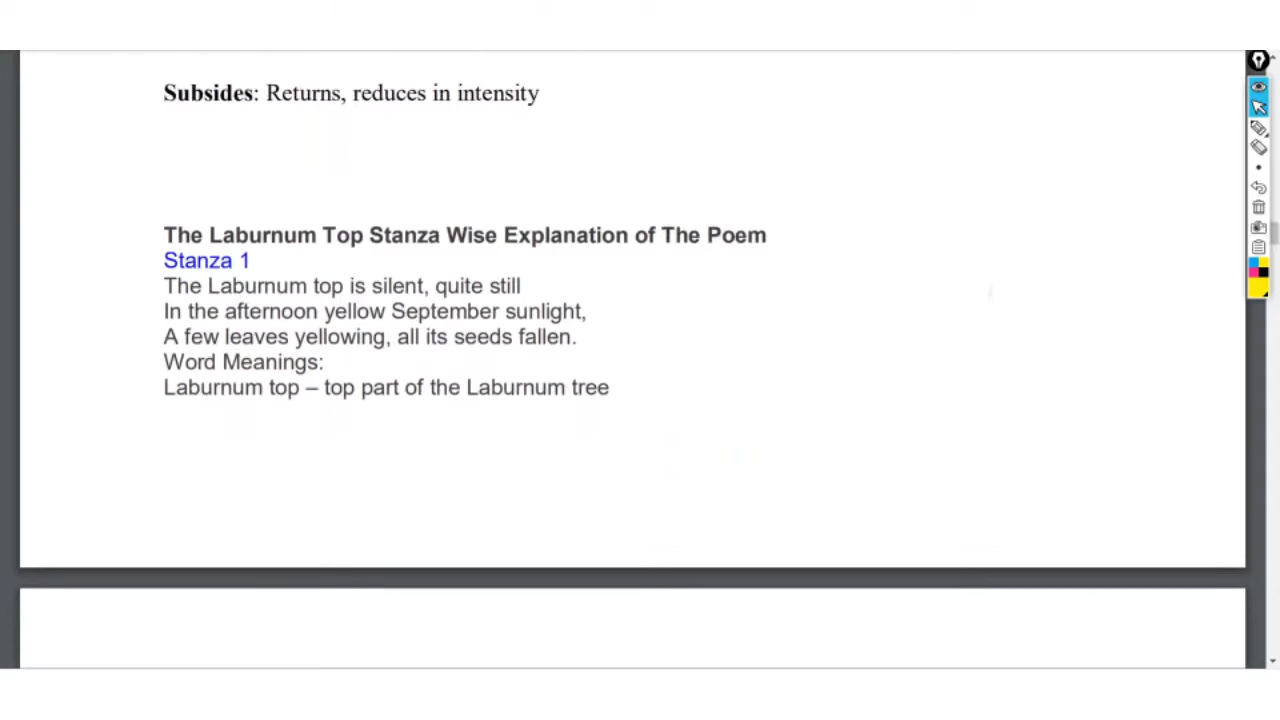 Subsides: Returns, reduces in intensity
The Laburnum Top Stanza Wise Explanation of The Poem
Stanza 1
The Laburnum top is silent, quite still
In the afternoon yellow September sunlight,
A few leaves yellowing, all its seeds fallen.
Word Meanings:
Laburnum top – top part of the Laburnum tree